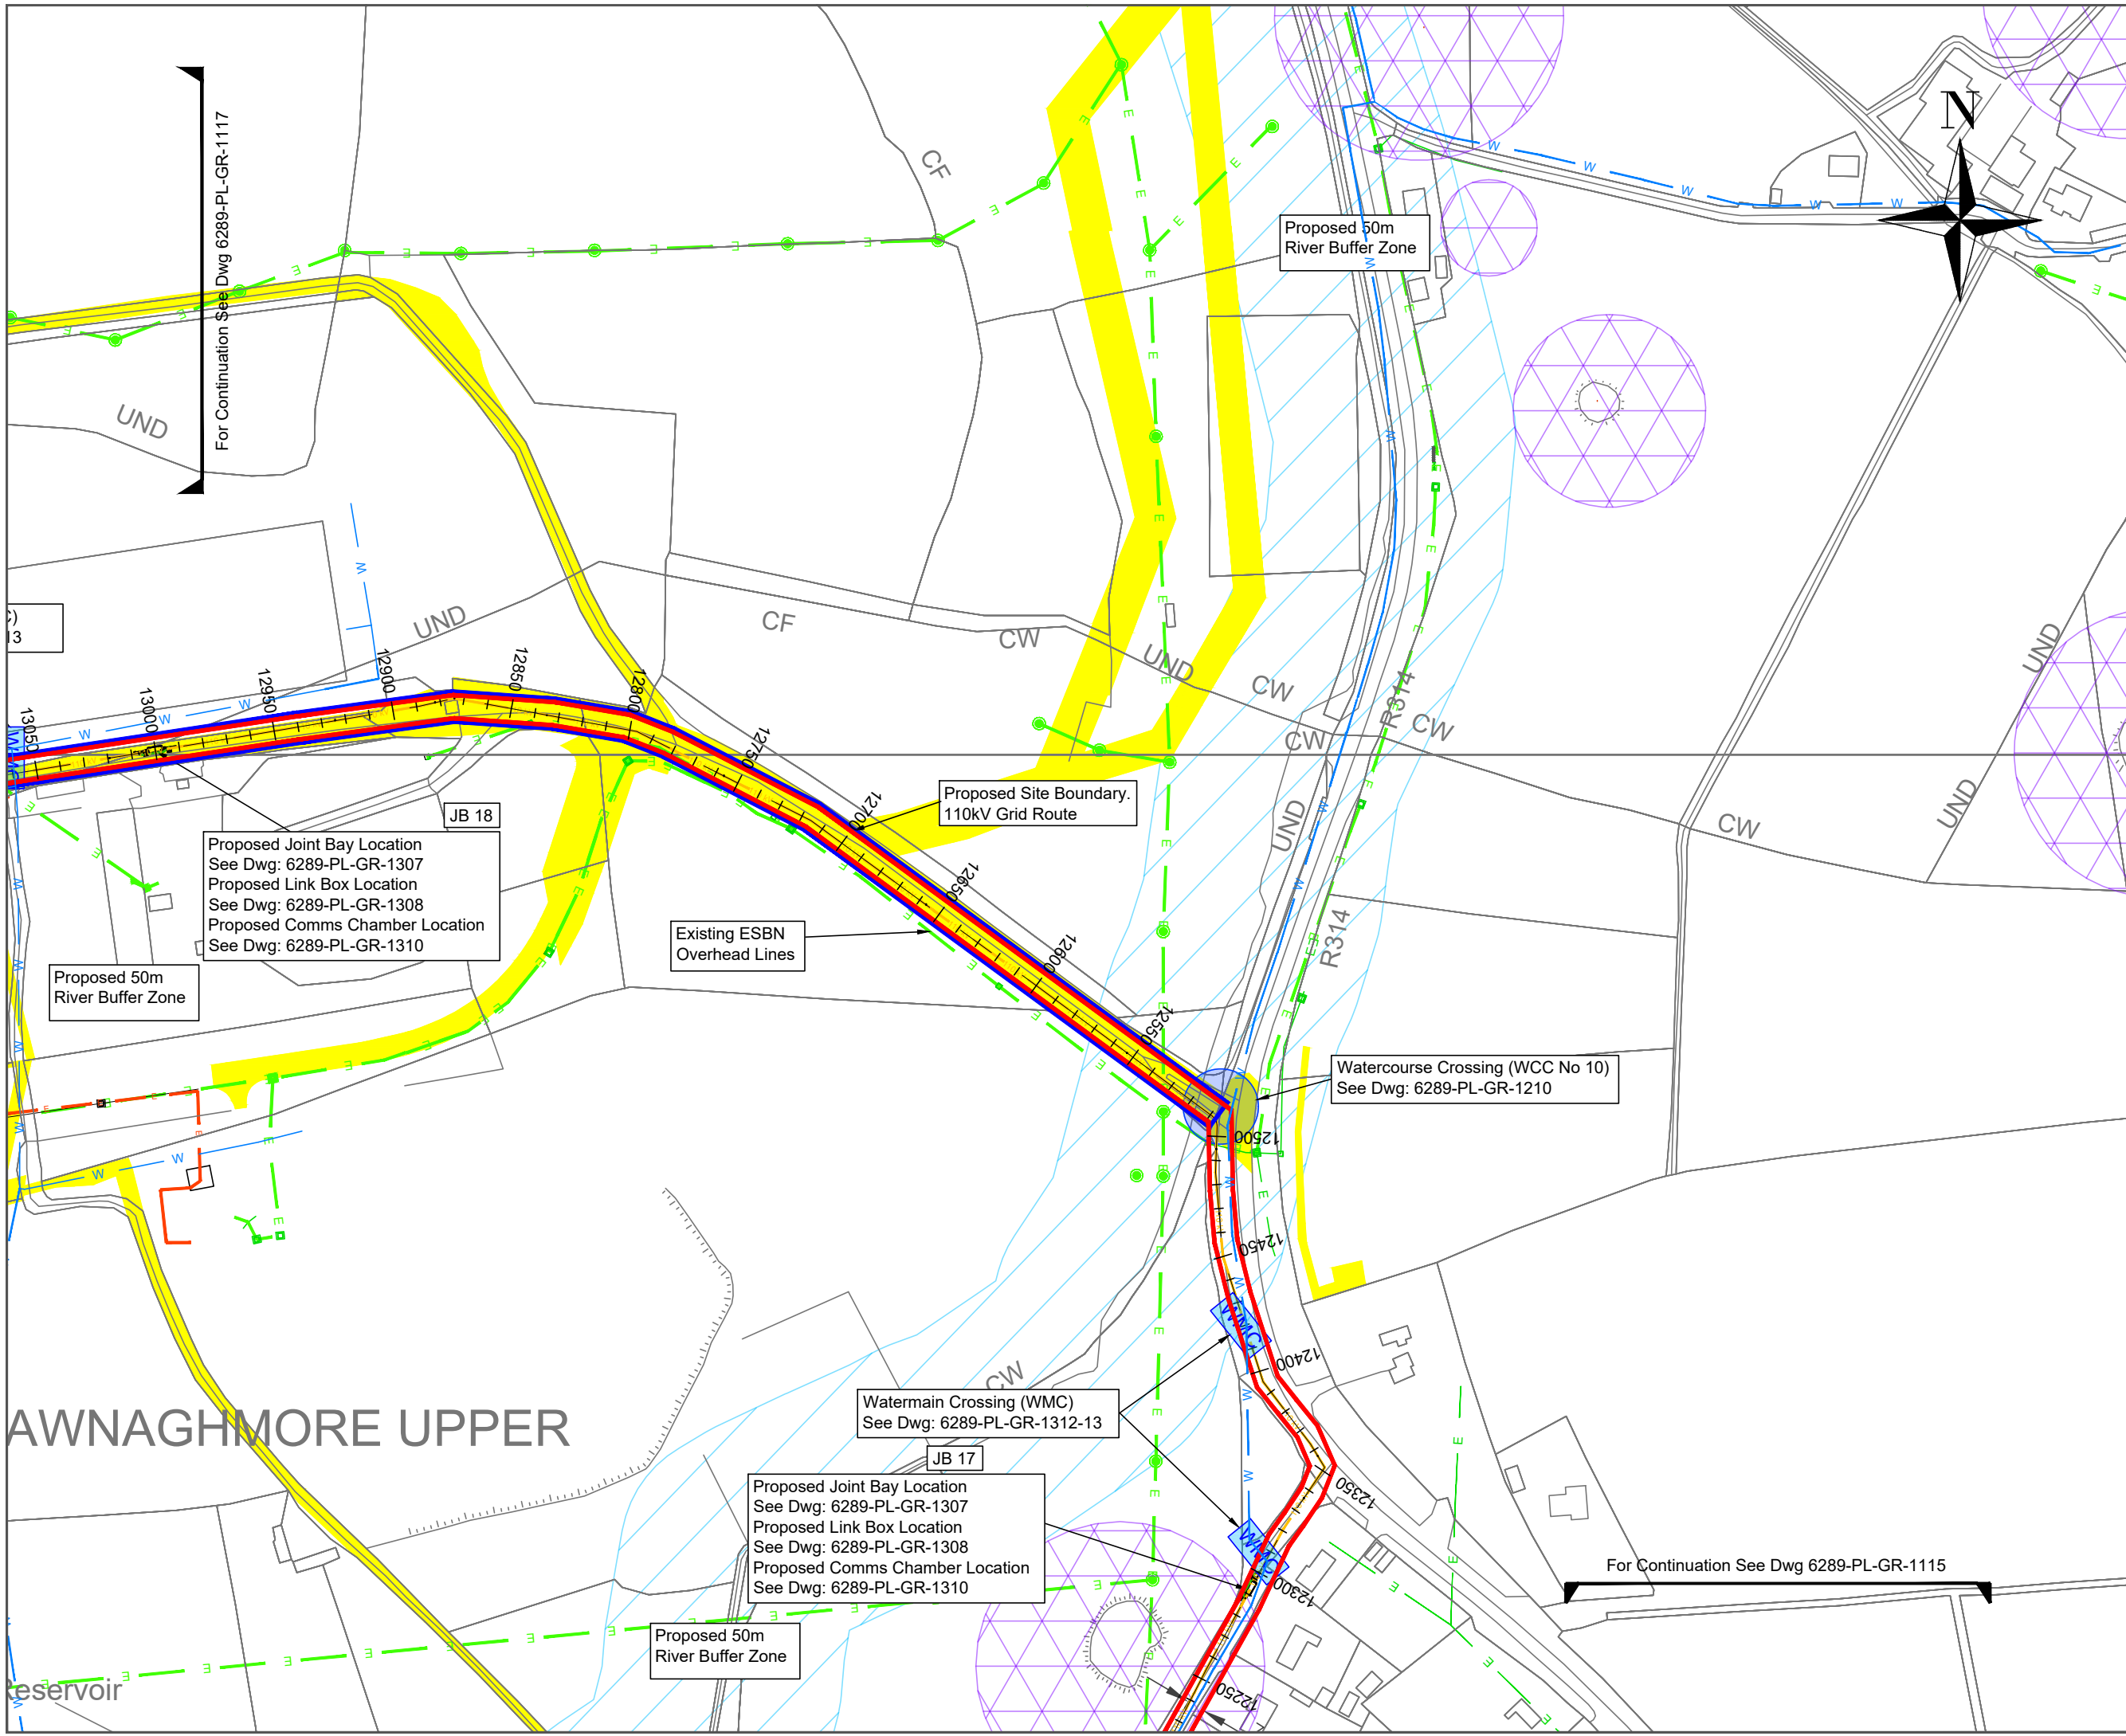 For Continuation See Dwg 6289-PL-GR-1117
N
CF
Proposed 50m
River Buffer Zone
UND
UND
CF
CW
UND
CW
CW
CW
R314
UND
UND
CW
UND
R314
13
13050
13000
12950
12900
12850
12800
12750
12700
12650
12600
12550
12500
12450
12400
12350
12300
12250
Proposed Site Boundary.
110kV Grid Route
JB 18
Proposed Joint Bay Location
See Dwg: 6289-PL-GR-1307
Proposed Link Box Location
See Dwg: 6289-PL-GR-1308
Proposed Comms Chamber Location
See Dwg: 6289-PL-GR-1310
Existing ESBN
Overhead Lines
Proposed 50m
River Buffer Zone
Watercourse Crossing (WCC No 10)
See Dwg: 6289-PL-GR-1210
WMC
CW
Watermain Crossing (WMC)
See Dwg: 6289-PL-GR-1312-13
AWNAGHMORE UPPER
JB 17
Proposed Joint Bay Location
See Dwg: 6289-PL-GR-1307
Proposed Link Box Location
See Dwg: 6289-PL-GR-1308
Proposed Comms Chamber Location
See Dwg: 6289-PL-GR-1310
WMC
For Continuation See Dwg 6289-PL-GR-1115
Proposed 50m
River Buffer Zone
Reservoir